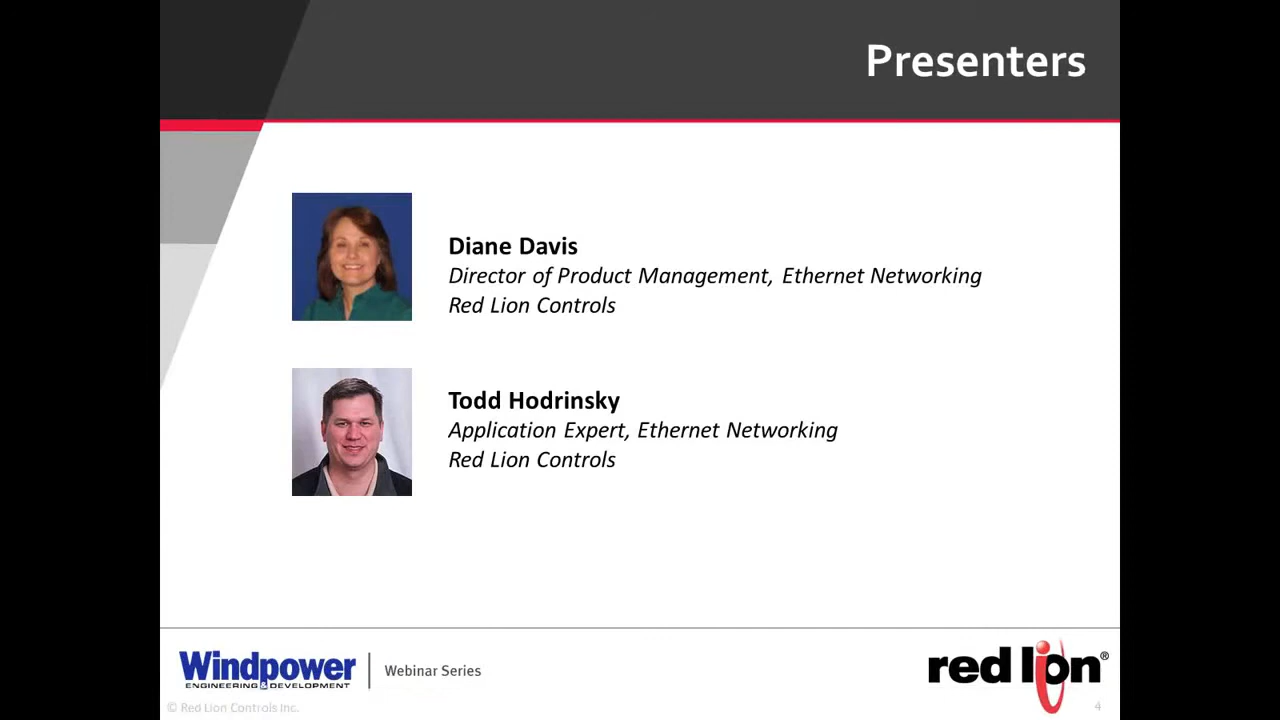 Presenters
Diane Davis
Director of Product Management, Ethernet Networking
Red Lion Controls
Todd Hodrinsky
Application Expert, Ethernet Networking
Red Lion Controls
Windpower
ENGINEERING & DEVELOPMENT
Webinar Series
red lion®
© Red Lion Controls Inc.
4